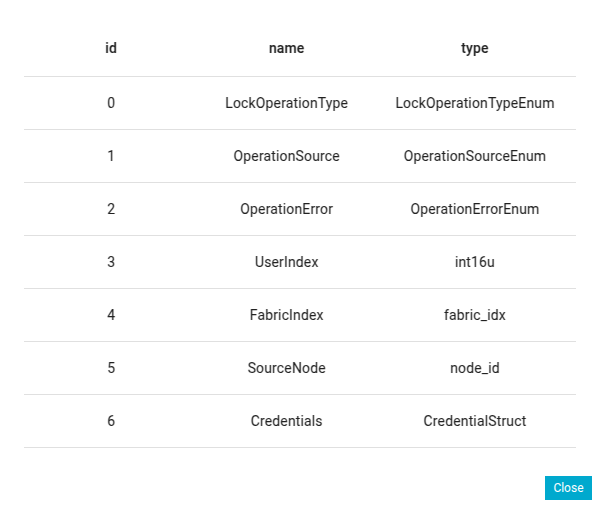 id name type
0 LockOperationType LockOperationTypeEnum
1 OperationSource OperationSourceEnum
2 OperationError OperationErrorEnum
3 UserIndex int16u
4 FabricIndex fabric_idx
5 SourceNode node_id
6 Credentials CredentialStruct
Close